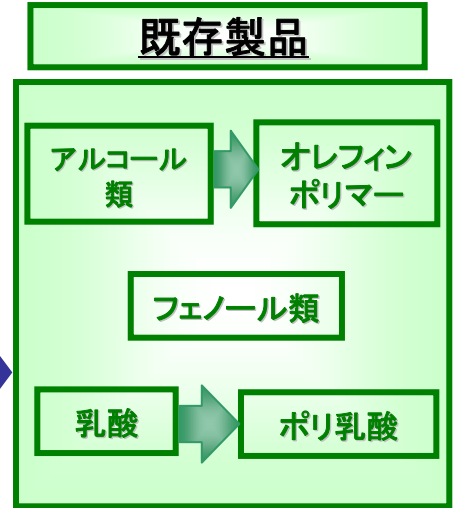 既存製品
アルコール
類
オレフィン
ポリマー
フェノール類
乳酸
ポリ乳酸